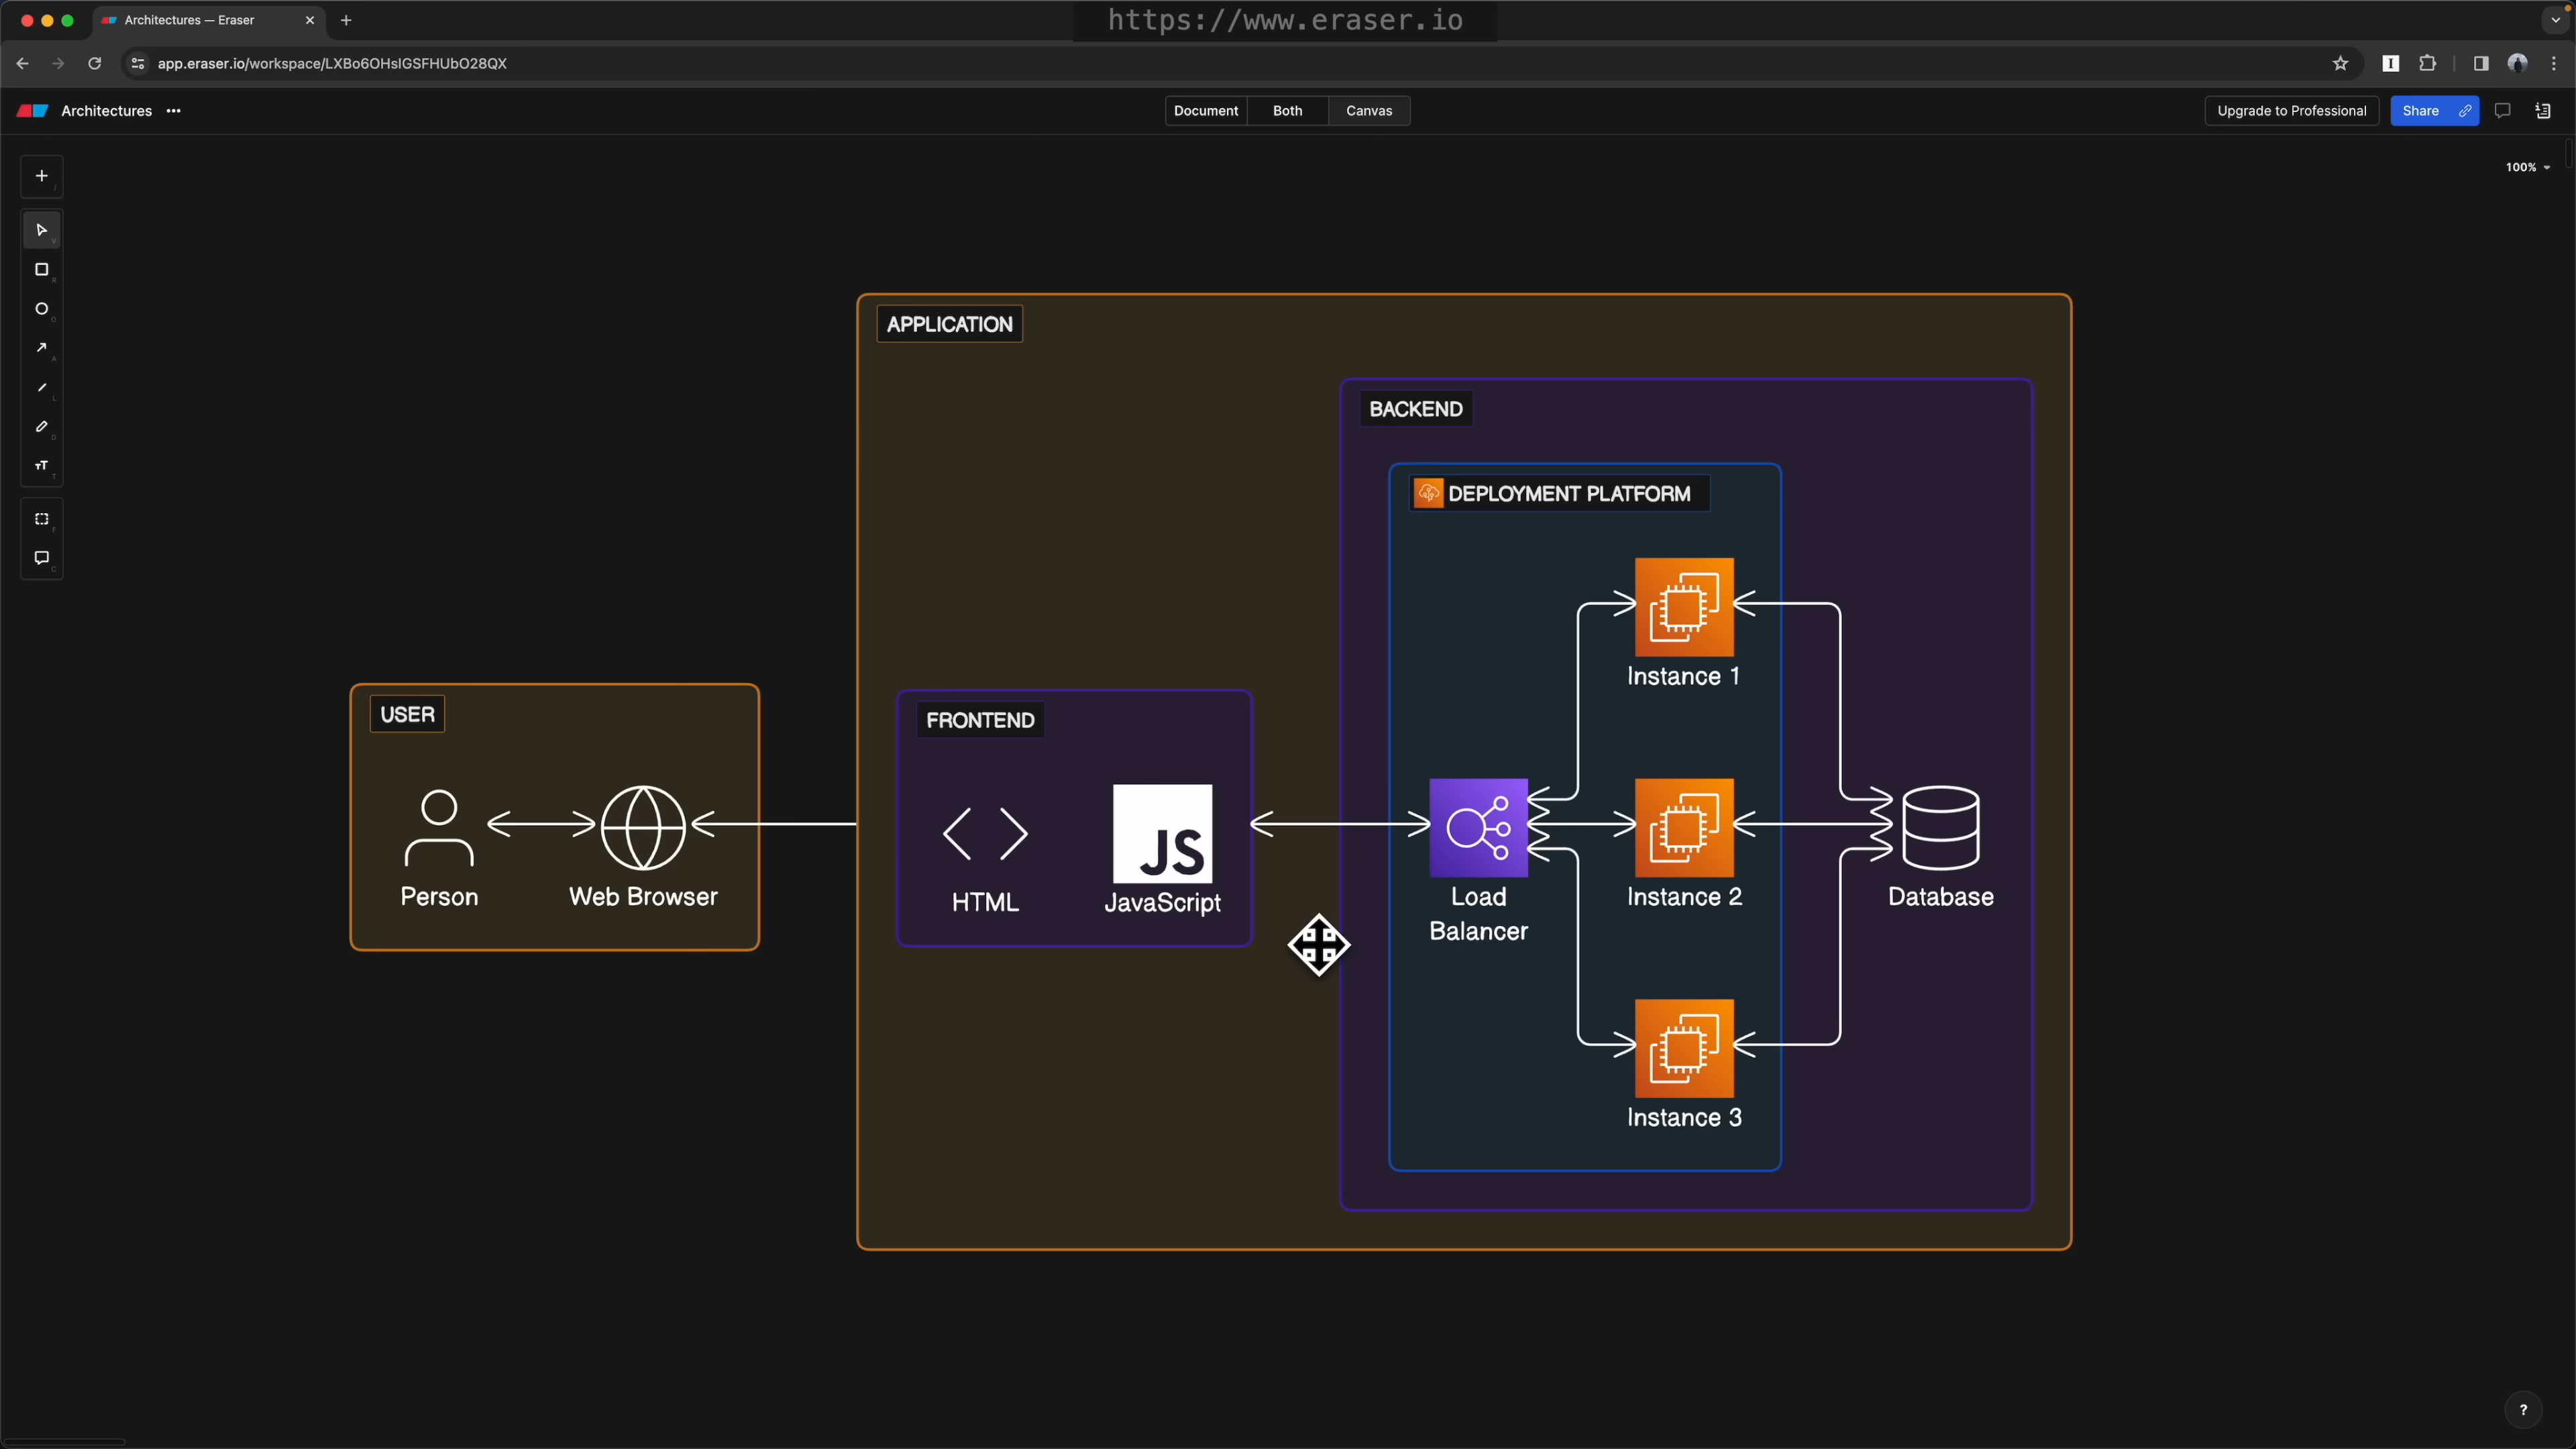 Architectures — Eraser
https://www.eraser.io
app.eraser.io/workspace/LXBo6OHsIGSFHUbO28QX
Architectures
Document Both Canvas
Upgrade to Professional
Share
100%
APPLICATION
BACKEND
DEPLOYMENT PLATFORM
Instance 1
USER
FRONTEND
JS
Person
Web Browser
HTML
JavaScript
Load
Balancer
Instance 2
Database
Instance 3
?